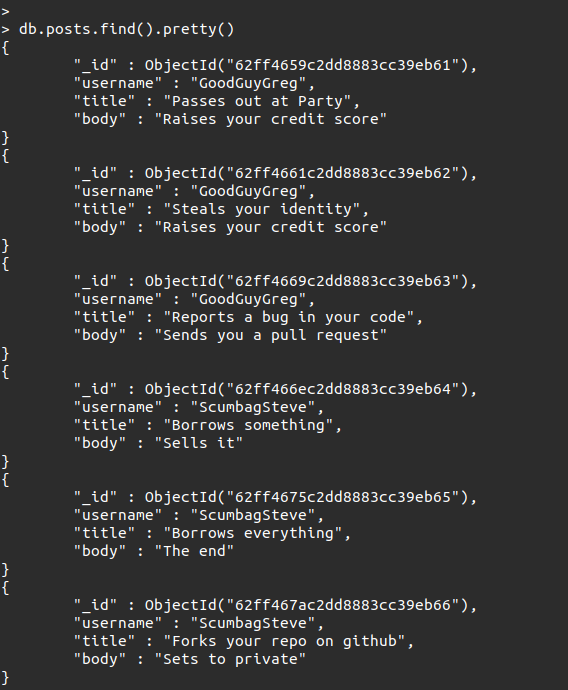 >
> db.posts.find().pretty()
{
        "_id" : ObjectId("62ff4659c2dd8883cc39eb61"),
        "username" : "GoodGuyGreg",
        "title" : "Passes out at Party",
        "body" : "Raises your credit score"
}
{
        "_id" : ObjectId("62ff4661c2dd8883cc39eb62"),
        "username" : "GoodGuyGreg",
        "title" : "Steals your identity",
        "body" : "Raises your credit score"
}
{
        "_id" : ObjectId("62ff4669c2dd8883cc39eb63"),
        "username" : "GoodGuyGreg",
        "title" : "Reports a bug in your code",
        "body" : "Sends you a pull request"
}
{
        "_id" : ObjectId("62ff466ec2dd8883cc39eb64"),
        "username" : "ScumbagSteve",
        "title" : "Borrows something",
        "body" : "Sells it"
}
{
        "_id" : ObjectId("62ff4675c2dd8883cc39eb65"),
        "username" : "ScumbagSteve",
        "title" : "Borrows everything",
        "body" : "The end"
}
{
        "_id" : ObjectId("62ff467ac2dd8883cc39eb66"),
        "username" : "ScumbagSteve",
        "title" : "Forks your repo on github",
        "body" : "Sets to private"
}